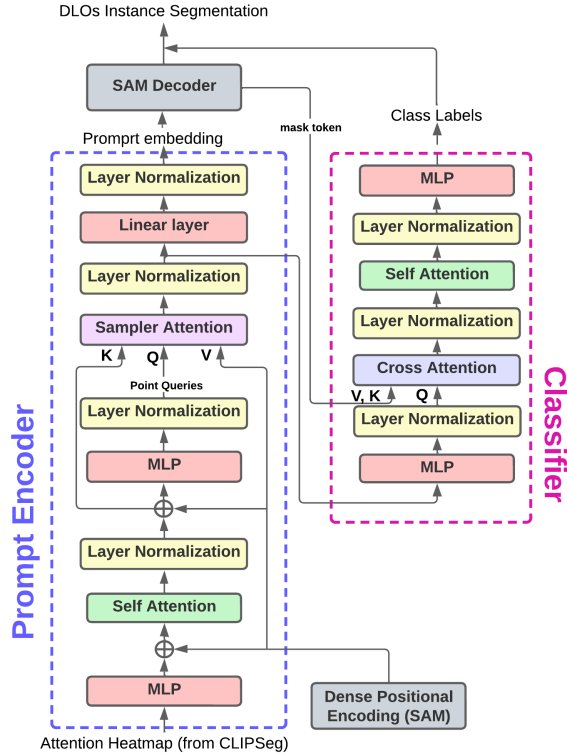 DLOs Instance Segmentation
SAM Decoder
mask token
Class Labels
Promprt embedding
Layer Normalization
Linear layer
Layer Normalization
Sampler Attention
K
Q
V
Point Queries
Layer Normalization
MLP
Layer Normalization
Self Attention
MLP
Attention Heatmap (from CLIPSeg)
Prompt Encoder
MLP
Layer Normalization
Self Attention
Layer Normalization
Cross Attention
V, K
Q
Layer Normalization
MLP
Classifier
Dense Positional
Encoding (SAM)